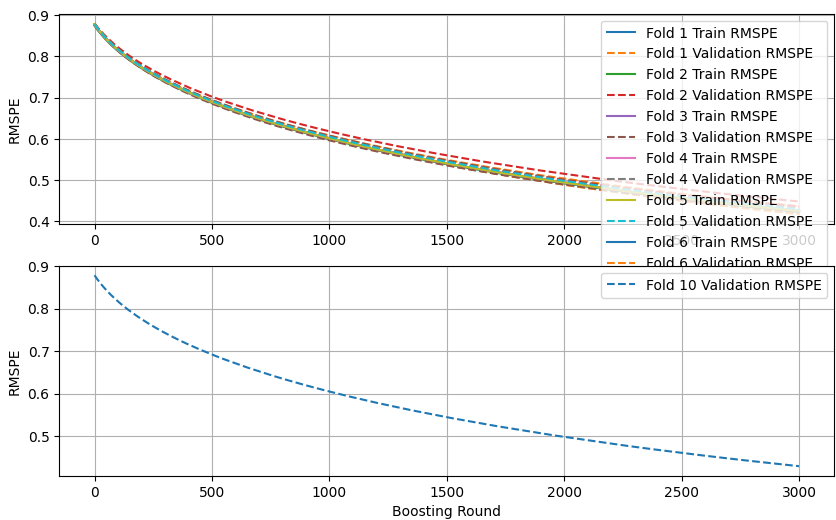 0.9
0.8
0.7
0.6
0.5
0.4
RMSPE
Fold 1 Train RMSPE
Fold 1 Validation RMSPE
Fold 2 Train RMSPE
Fold 2 Validation RMSPE
Fold 3 Train RMSPE
Fold 3 Validation RMSPE
Fold 4 Train RMSPE
Fold 4 Validation RMSPE
Fold 5 Train RMSPE
Fold 5 Validation RMSPE
Fold 6 Train RMSPE
Fold 6 Validation RMSPE
0 500 1000 1500 2000 2500 3000
0.9
0.8
0.7
0.6
0.5
RMSPE
Fold 10 Validation RMSPE
0 500 1000 1500 2000 2500 3000
Boosting Round